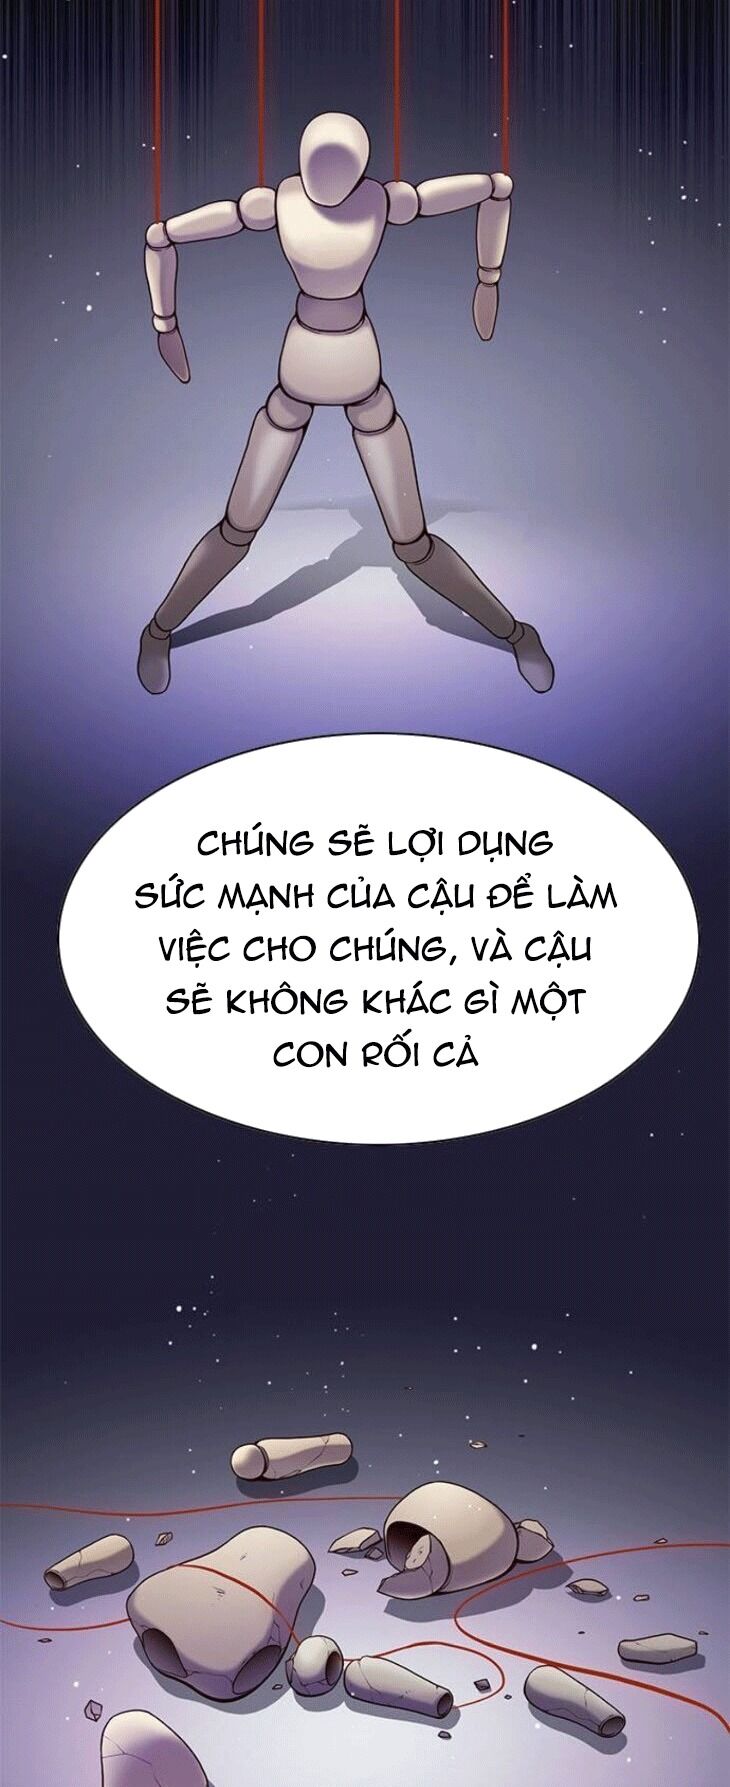 CHÚNG SẼ LỢI DỤNG
SỨC MẠNH CỦA CẬU ĐỂ LÀM
VIỆC CHO CHÚNG, VÀ CẬU
SẼ KHÔNG KHÁC GÌ MỘT
CON RỐI CẢ